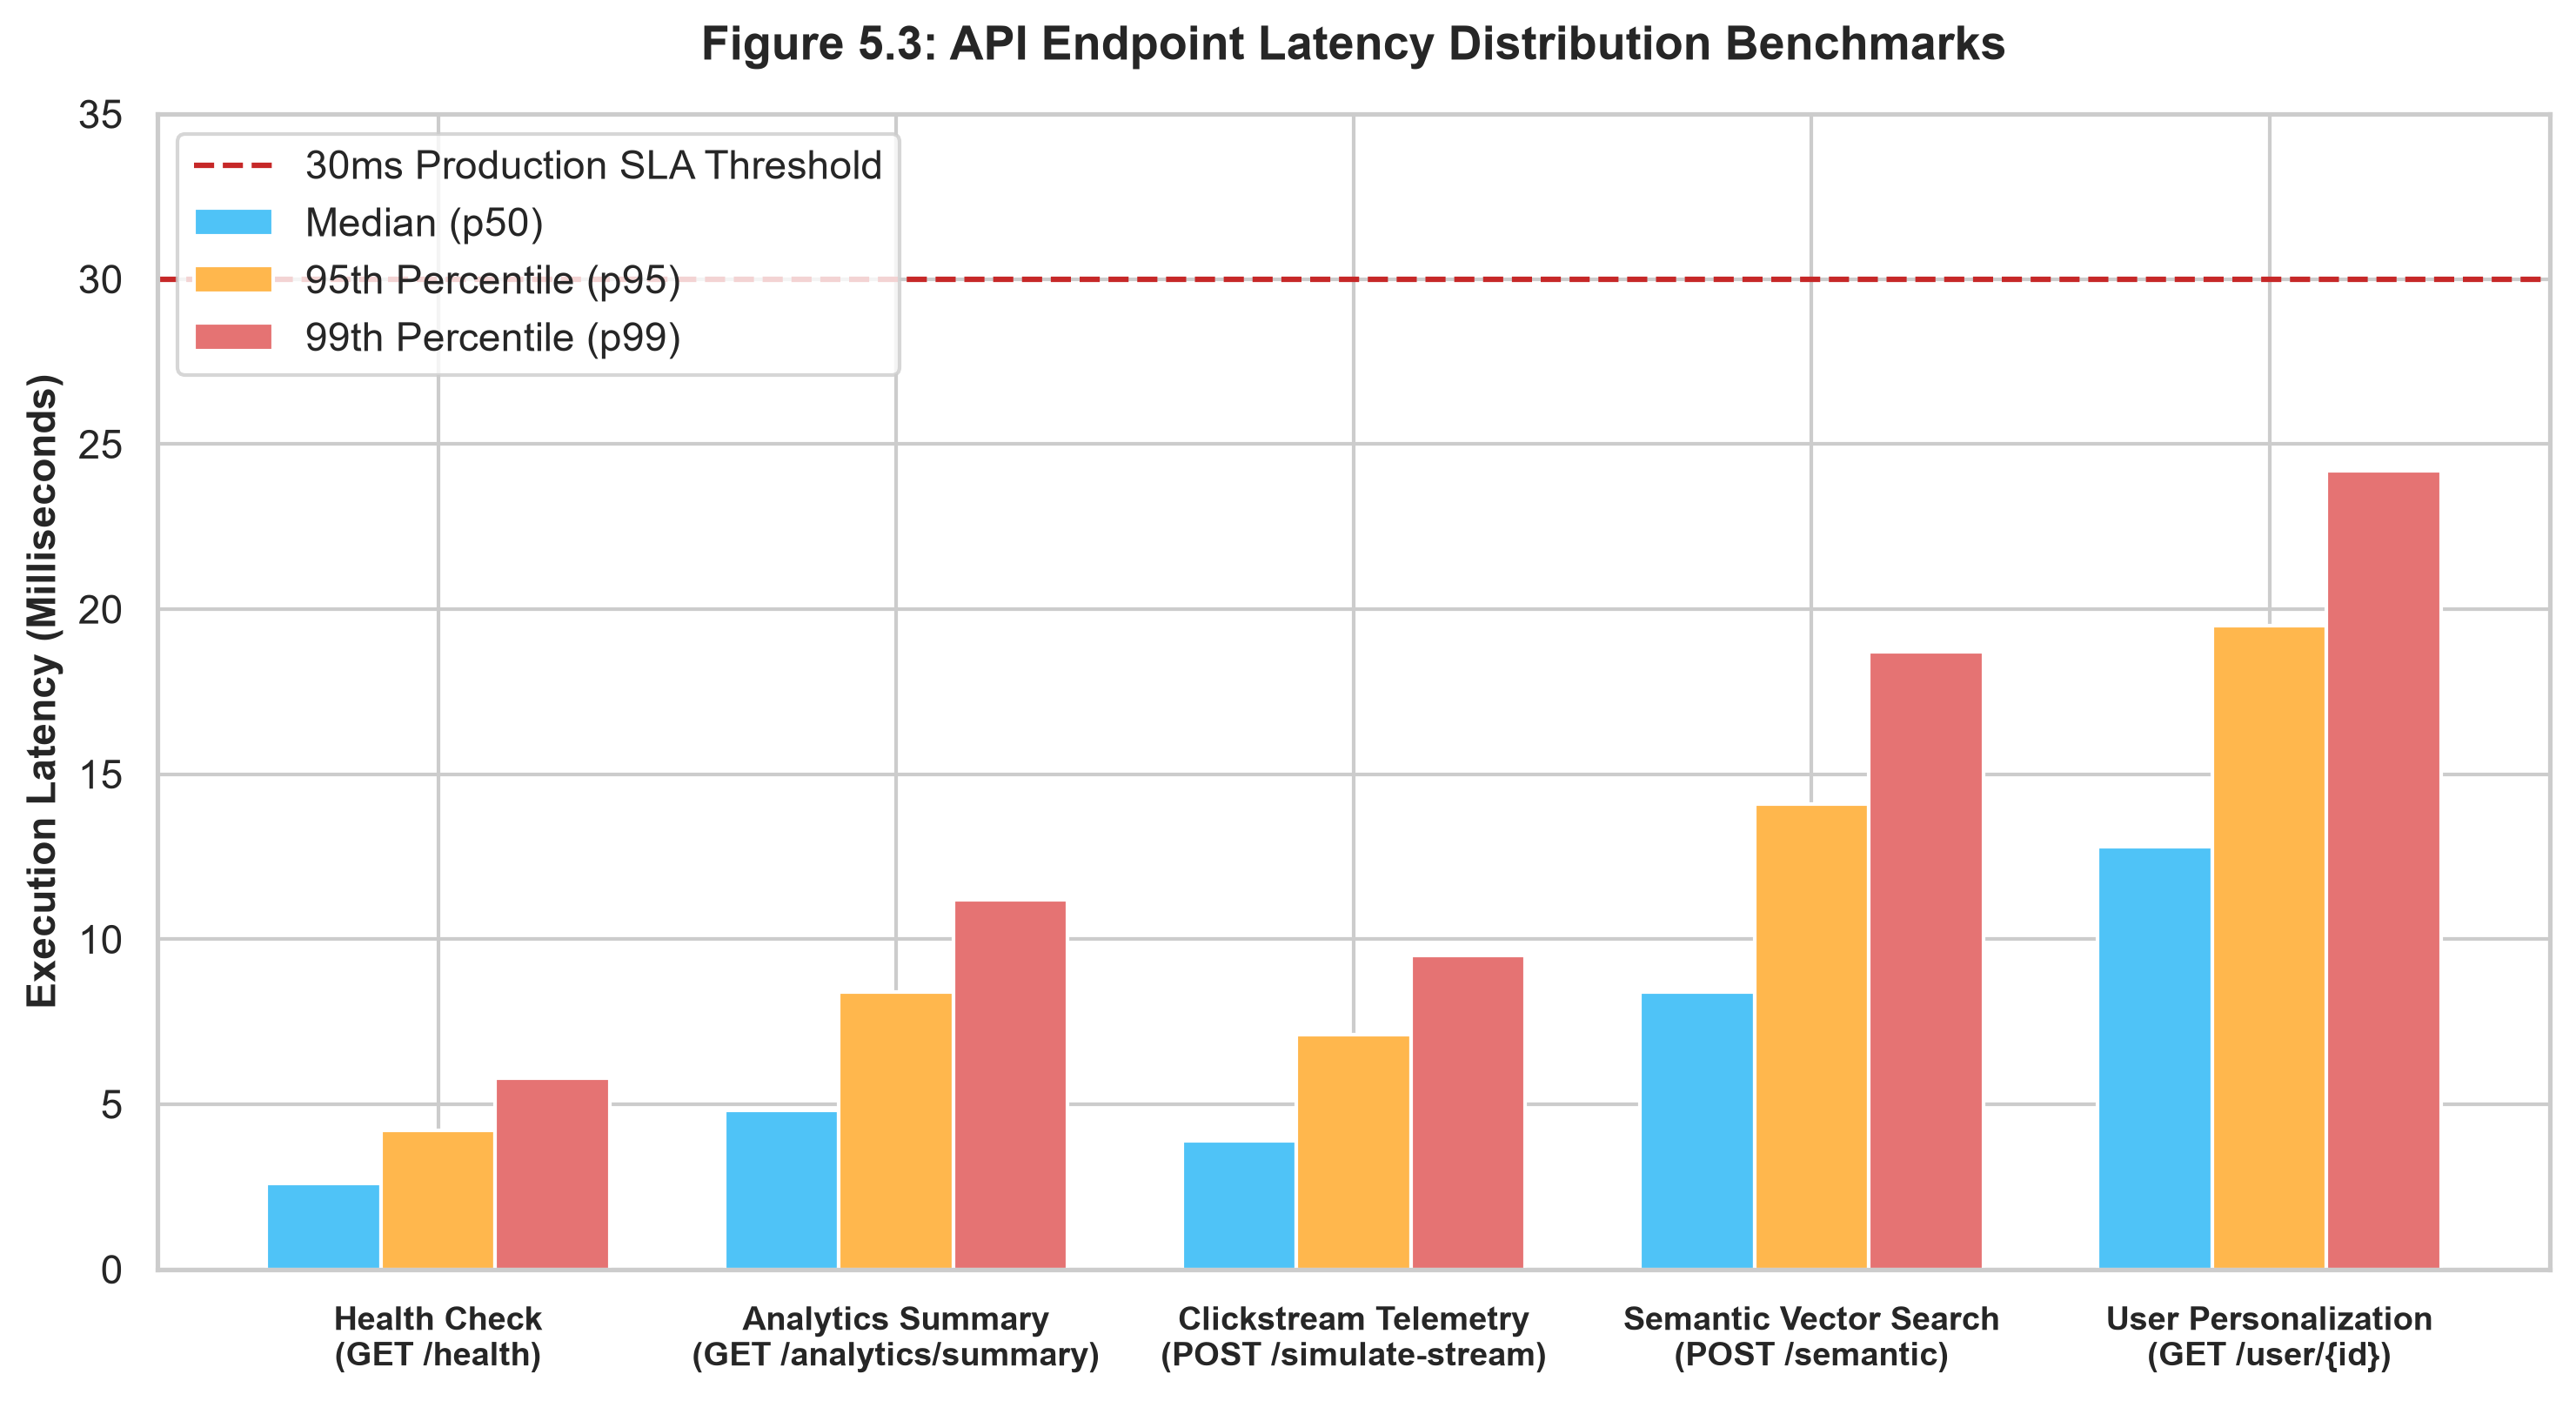 Figure 5.3: API Endpoint Latency Distribution Benchmarks
35
30
25
20
15
10
5
0
Execution Latency (Milliseconds)
30ms Production SLA Threshold
Median (p50)
95th Percentile (p95)
99th Percentile (p99)
Health Check
(GET /health)
Analytics Summary
(GET /analytics/summary)
Clickstream Telemetry
(POST /simulate-stream)
Semantic Vector Search
(POST /semantic)
User Personalization
(GET /user/{id})